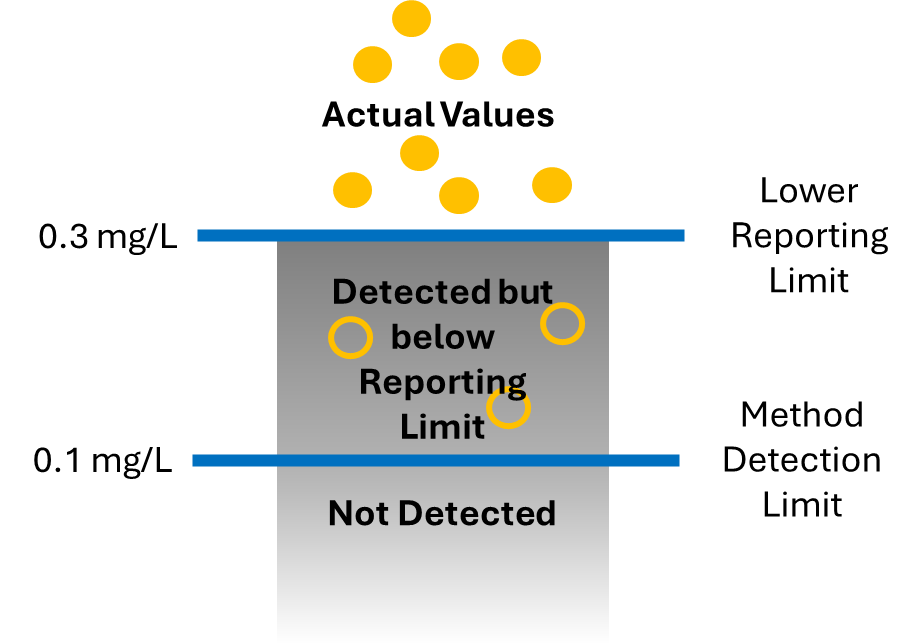 Actual Values
0.3 mg/L
Lower
Reporting
Limit
Detected but
below
Reporting
Limit
0.1 mg/L
Method
Detection
Limit
Not Detected